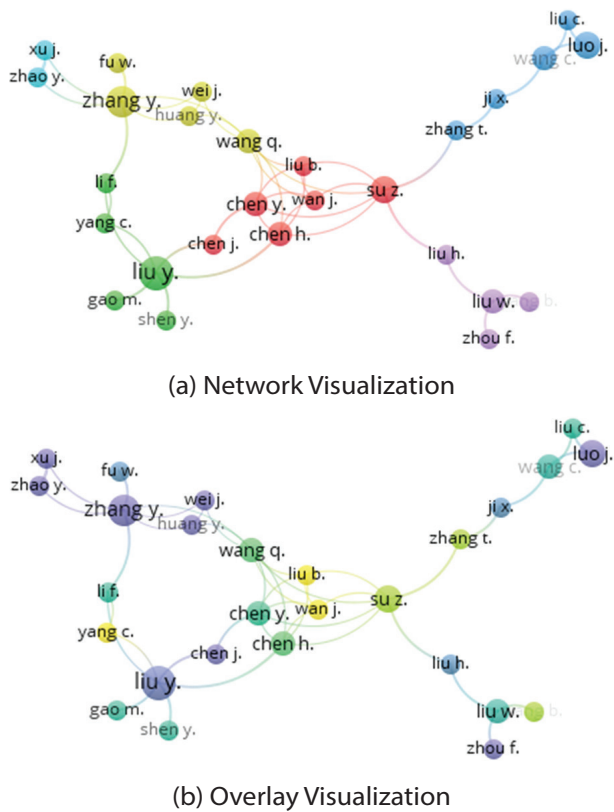 liu c.
luo j.
wang c.
xu j.
fu w.
zhao y.
zhang y.
wei j.
ji x.
huang y.
zhang t.
wang q.
liu b.
li f.
su z.
chen y.
wan j.
yang c.
chen h.
chen j.
liu h.
liu y.
gao m.
liu w.
b.
shen y.
zhou f.
(a) Network Visualization
liu c.
luo j.
wang c.
xu j.
fu w.
zhao y.
wei j.
zhang y.
ji x.
huang y.
zhang t.
wang q.
liu b.
li f.
su z.
chen y.
wan j.
yang c.
chen h.
chen j.
liu h.
liu y.
gao m.
liu w.
b.
shen y.
zhou f.
(b) Overlay Visualization